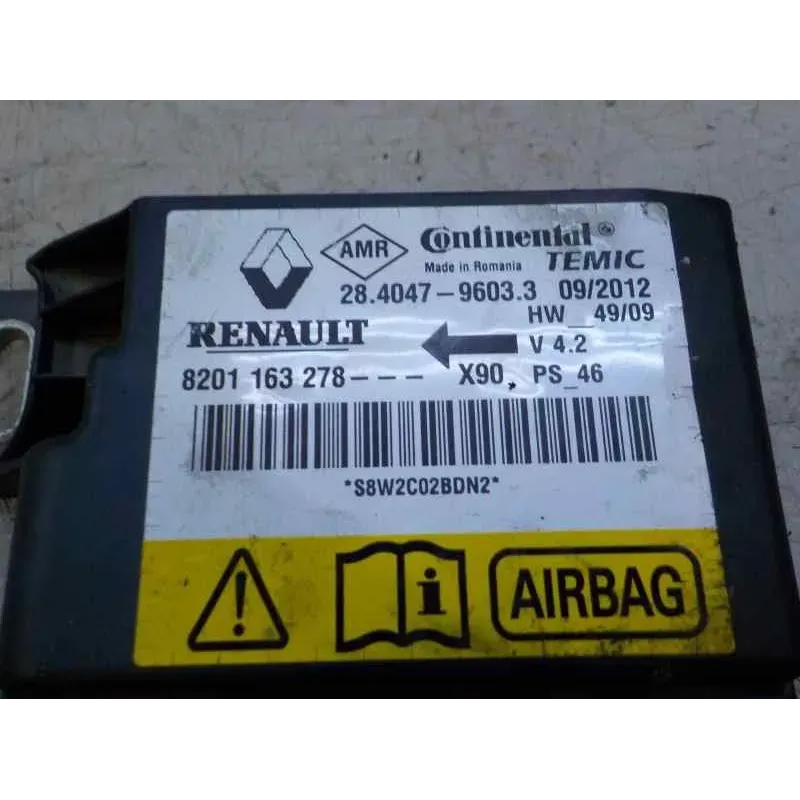 AMR Continental®
Made in Romania TEMIC
28.4047-9603.3 09/2012
HW__49/09
RENAULT V 4.2
8201 163 278--- X90, PS_46
*S8W2C02BDN2*
! i AIRBAG